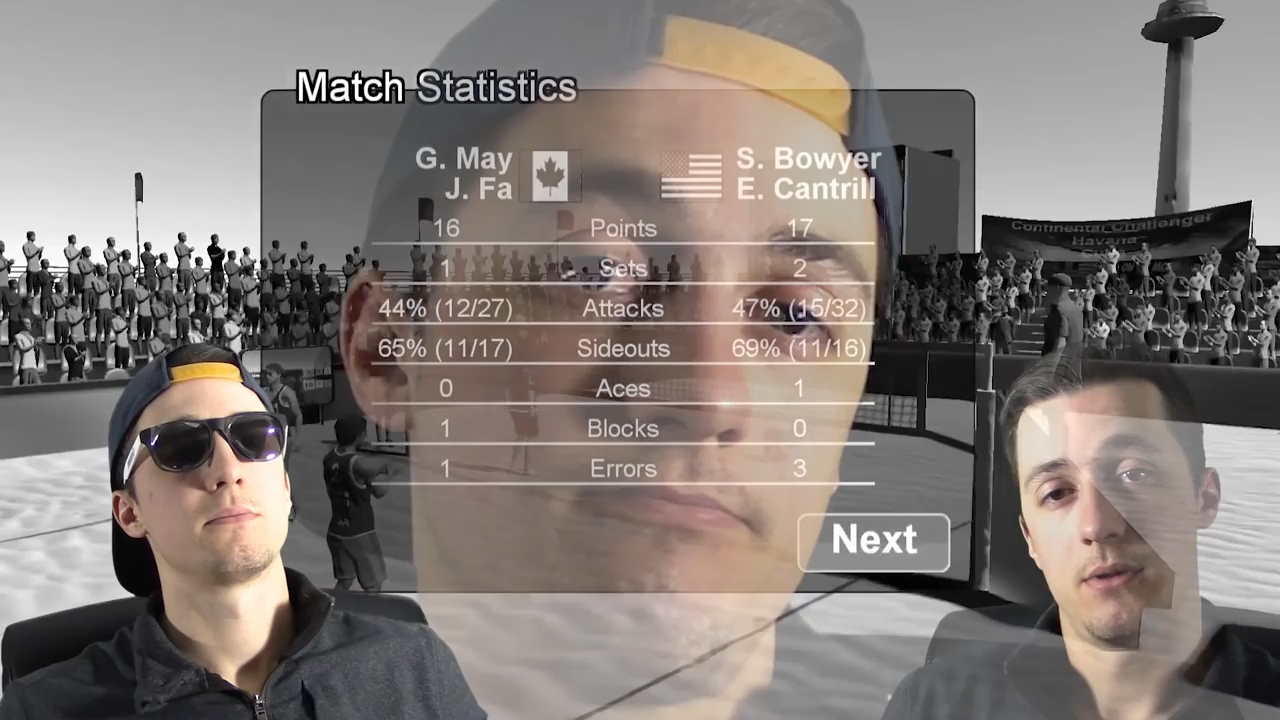 Match Statistics
G. May S. Bowyer
J. Fa E. Cantrill
16 Points 17
1 Sets 2
44% (12/27) Attacks 47% (15/32)
65% (11/17) Sideouts 69% (11/16)
0 Aces 1
1 Blocks 0
1 Errors 3
Next
Continental Challenger
Havana